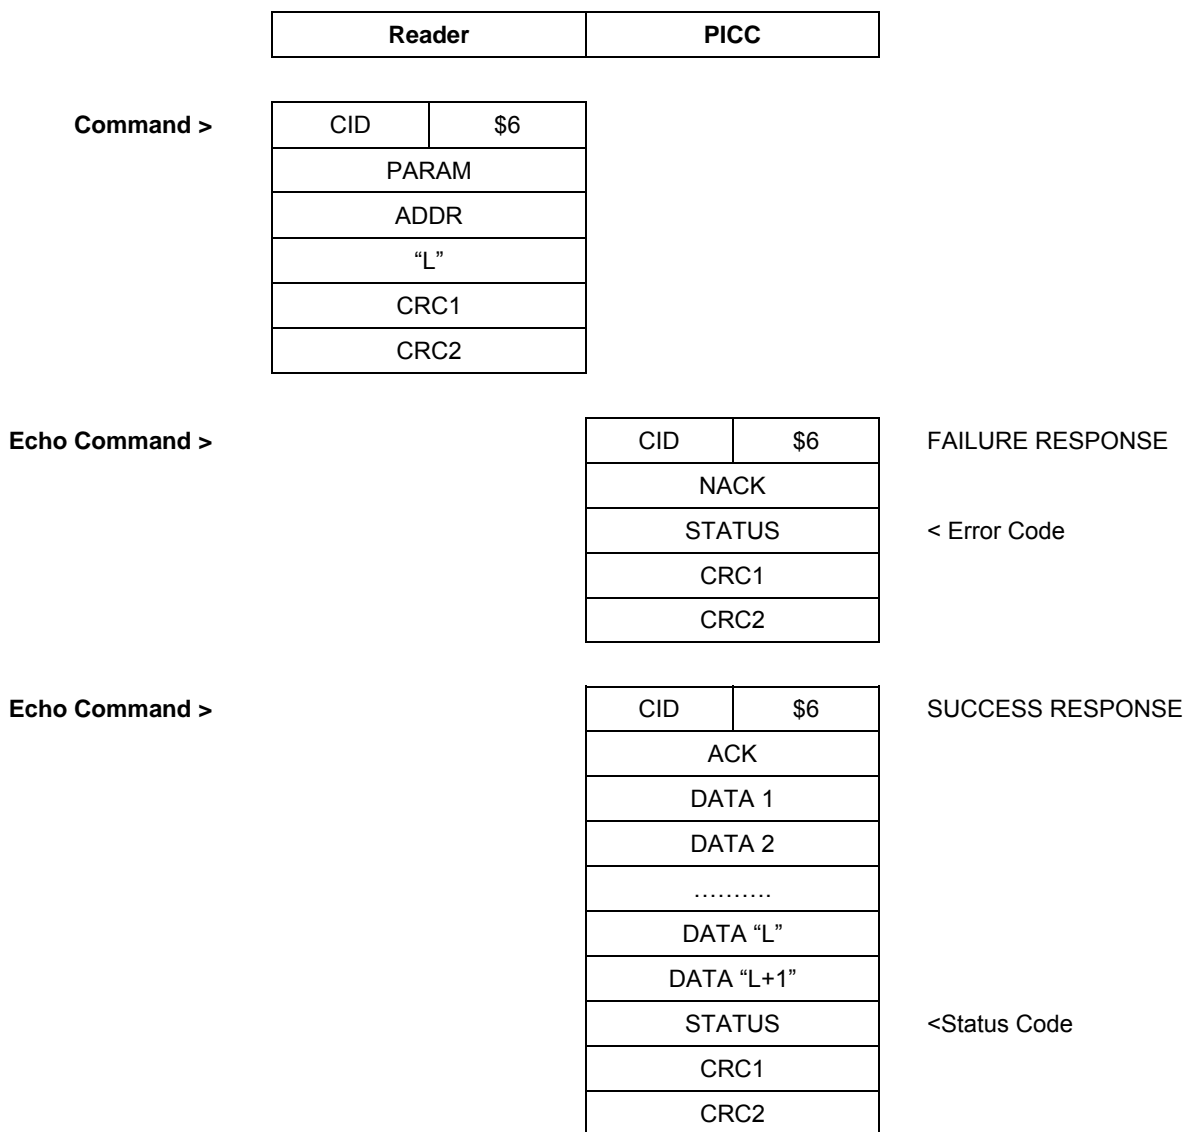 Reader PICC
Command > CID $6
PARAM
ADDR
“L”
CRC1
CRC2
Echo Command > CID $6 FAILURE RESPONSE
NACK
STATUS < Error Code
CRC1
CRC2
Echo Command > CID $6 SUCCESS RESPONSE
ACK
DATA 1
DATA 2
……….
DATA “L”
DATA “L+1”
STATUS <Status Code
CRC1
CRC2